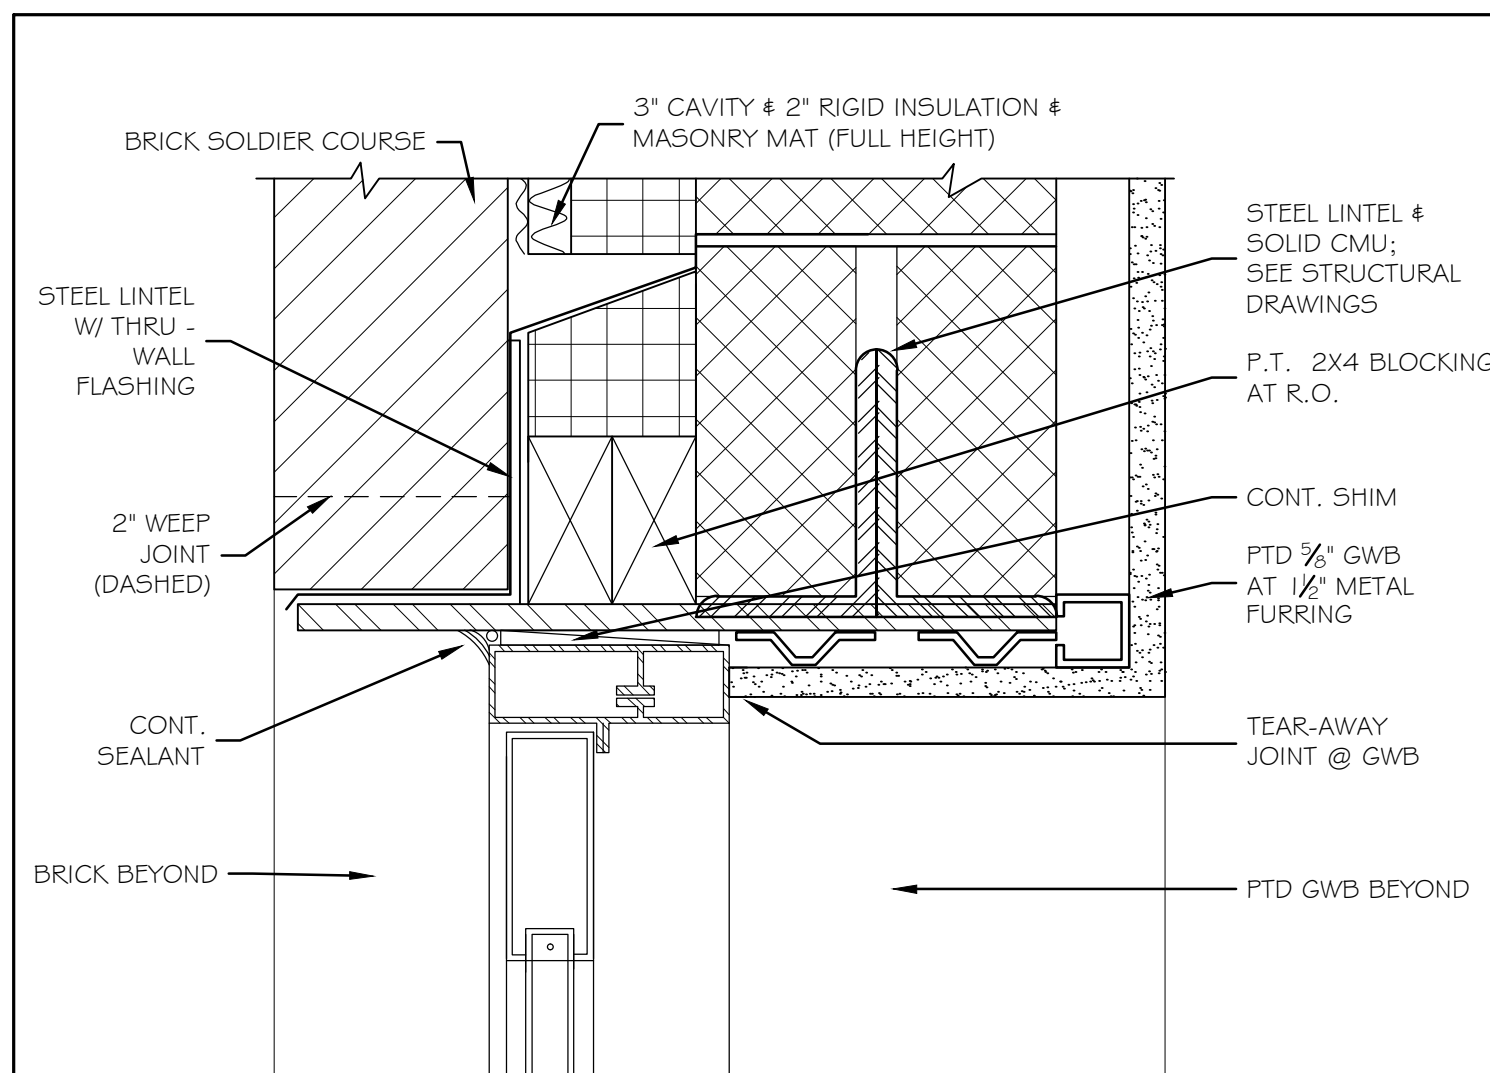 3" CAVITY & 2" RIGID INSULATION &
MASONRY MAT (FULL HEIGHT)
BRICK SOLDIER COURSE
STEEL LINTEL
W/ THRU -
WALL
FLASHING
2" WEEP
JOINT
(DASHED)
CONT.
SEALANT
BRICK BEYOND
STEEL LINTEL &
SOLID CMU;
SEE STRUCTURAL
DRAWINGS
P.T. 2X4 BLOCKING
AT R.O.
CONT. SHIM
PTD 5/8" GWB
AT 1 1/2" METAL
FURRING
TEAR-AWAY
JOINT @ GWB
PTD GWB BEYOND